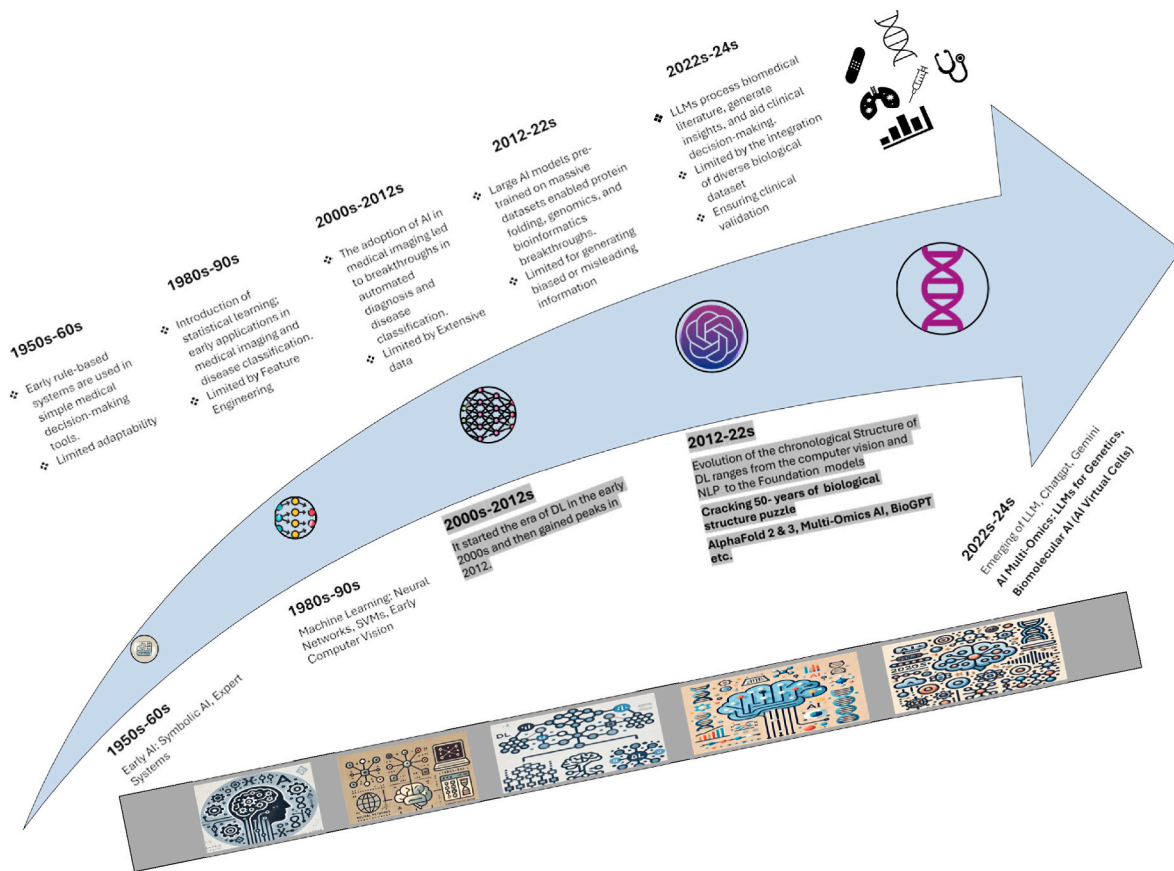 1950s-60s
❖ Early rule-based
systems are used in
simple medical
decision-making
tools.
❖ Limited adaptability
1980s-90s
❖ Introduction of
statistical learning;
early applications in
medical imaging and
disease classification.
❖ Limited by Feature
Engineering
2000s-2012s
❖ The adoption of AI in
medical imaging led
to breakthroughs in
automated
diagnosis and
disease
classification.
❖ Limited by Extensive
data
2012-22s
❖ Large AI models pre-
trained on massive
datasets enabled protein
folding, genomics, and
bioinformatics
breakthroughs.
❖ Limited for generating
biased or misleading
information
2022s-24s
❖ LLMs process biomedical
literature, generate
insights, and aid clinical
decision-making.
❖ Limited by the integration
of diverse biological
dataset
❖ Ensuring clinical
validation
1950s-60s
Early AI: Symbolic AI, Expert
Systems
1980s-90s
Machine Learning: Neural
Networks, SVMs, Early
Computer Vision
2000s-2012s
It started the era of DL in the early
2000s and then gained peaks in
2012.
2012-22s
Evolution of the chronological Structure of
DL ranges from the computer vision and
NLP to the Foundation models
Cracking 50- years of biological
structure puzzle
AlphaFold 2 & 3, Multi-Omics AI, BioGPT
etc.
2022s-24s
Emerging of LLM, Chatgpt, Gemini
AI Multi-Omics: LLMs for Genetics,
Biomolecular AI (AI Virtual Cells)
DL
AI